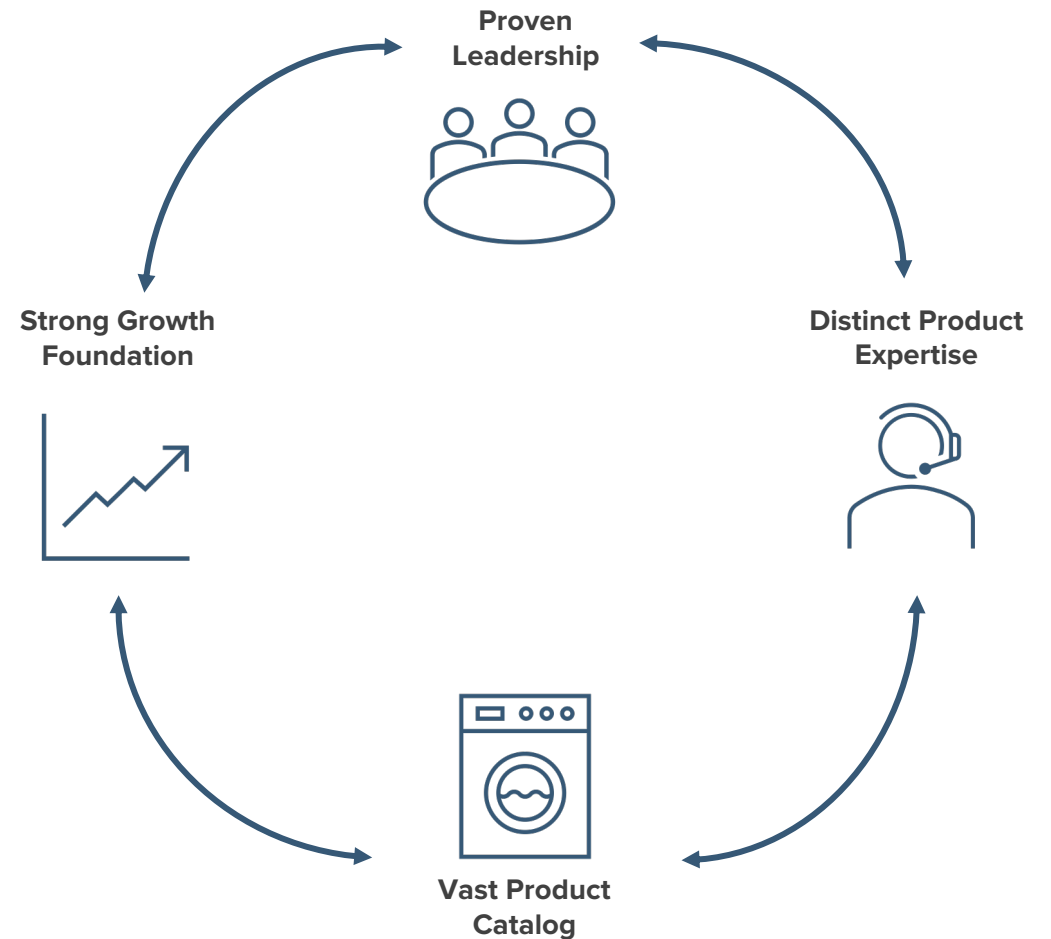 Proven
Leadership
Strong Growth
Foundation
Distinct Product
Expertise
Vast Product
Catalog